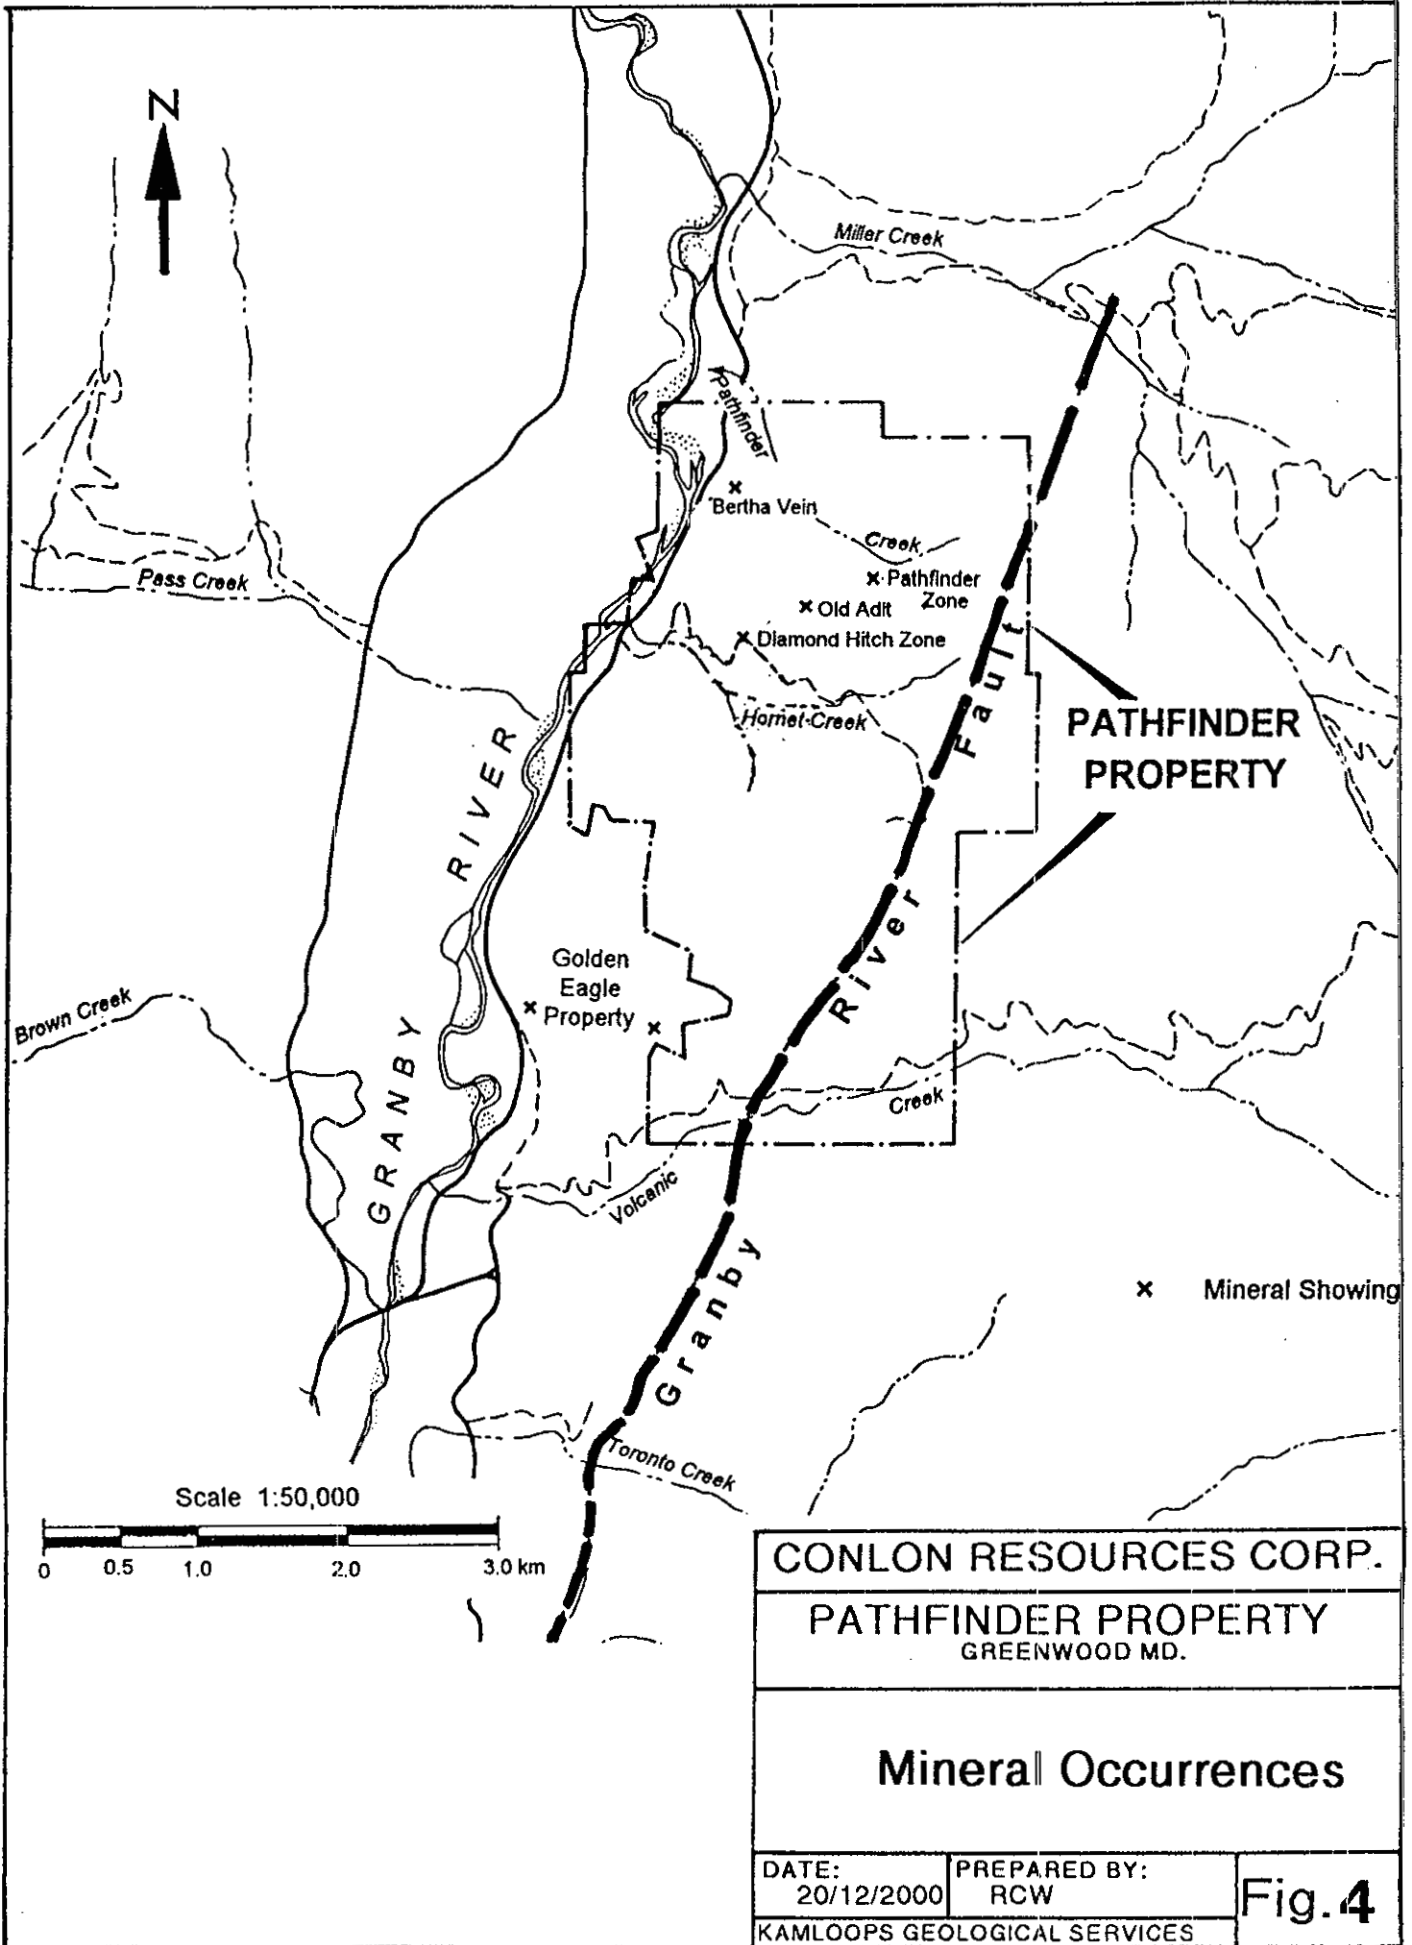 N
Miller Creek
Pathfinder
Bertha Vein
Creek
Pathfinder
Zone
Old Adit
Diamond Hitch Zone
Pass Creek
Hornet Creek
PATHFINDER
PROPERTY
GRANBY RIVER
Granby River Fault
Golden
Eagle
Property
Brown Creek
Volcanic
Creek
x Mineral Showing
Toronto Creek
Scale 1:50,000
0 0.5 1.0 2.0 3.0 km
CONLON RESOURCES CORP.
PATHFINDER PROPERTY
GREENWOOD MD.
Mineral Occurrences
DATE:
20/12/2000
PREPARED BY:
RCW
Fig. 4
KAMLOOPS GEOLOGICAL SERVICES